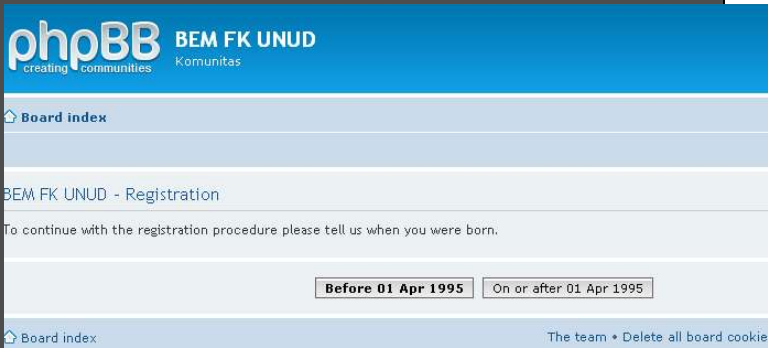 phpBB
creating communities
BEM FK UNUD
Komunitas
Board index
BEM FK UNUD - Registration
To continue with the registration procedure please tell us when you were born.
Before 01 Apr 1995 On or after 01 Apr 1995
Board index The team • Delete all board cookie